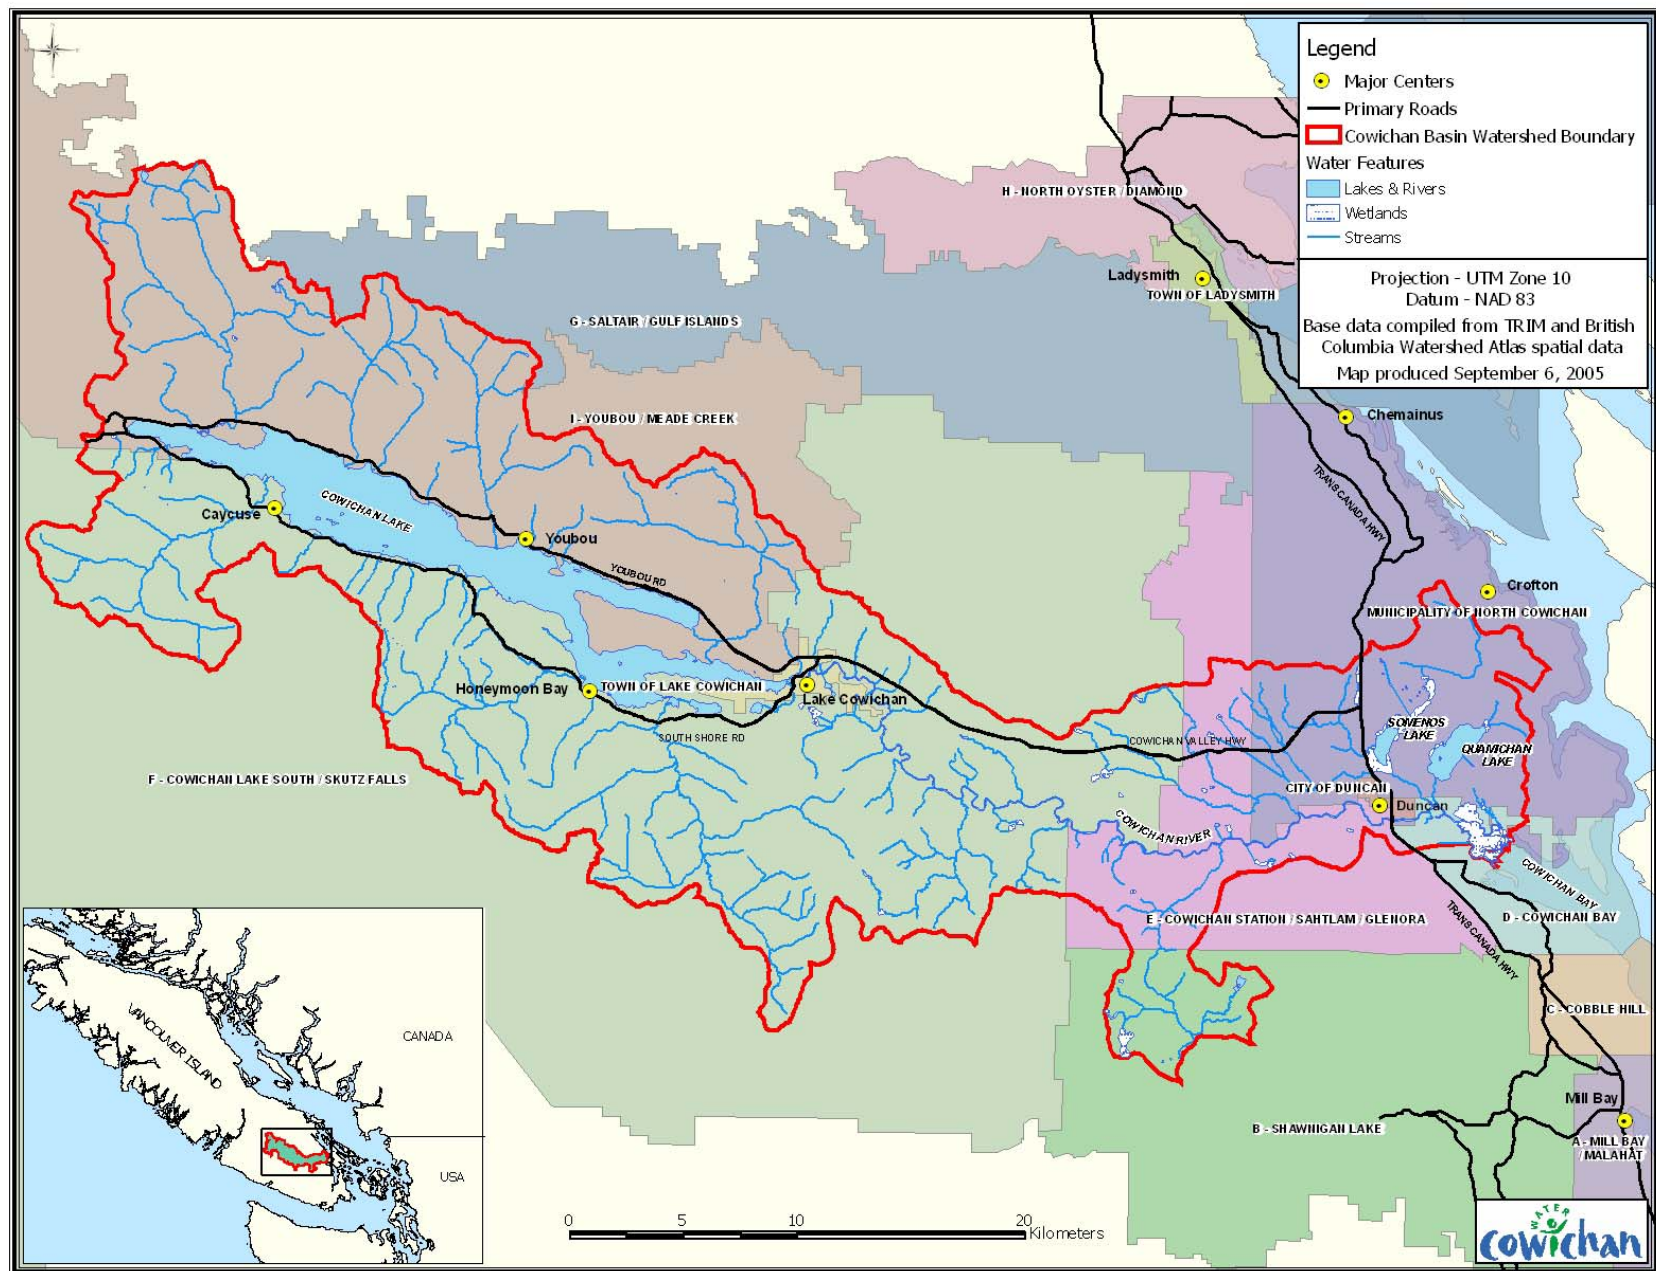 Legend
Major Centers
Primary Roads
Cowichan Basin Watershed Boundary
Water Features
Lakes & Rivers
Wetlands
Streams
Projection - UTM Zone 10
Datum - NAD 83
Base data compiled from TRIM and British
Columbia Watershed Atlas spatial data
Map produced September 6, 2005
H - NORTH OYSTER / DIAMOND
Ladysmith
TOWN OF LADYSMITH
G - SALTAIR / GULF ISLANDS
I - YOUBOU / MEADE CREEK
Chemainus
TRANS CANADA HWY
COWICHAN LAKE
Caycuse
Youbou
YOUBOU RD
Crofton
MUNICIPALITY OF NORTH COWICHAN
Honeymoon Bay
TOWN OF LAKE COWICHAN
Lake Cowichan
SOUTH SHORE RD
COWICHAN VALLEY HWY
SOMENOS
LAKE
QUAMICHAN
LAKE
F - COWICHAN LAKE SOUTH / SKUTZ FALLS
CITY OF DUNCAN
Duncan
COWICHAN RIVER
COWICHAN BAY
E - COWICHAN STATION / SAHTLAM / GLENORA
D - COWICHAN BAY
TRANS CANADA HWY
C - COBBLE HILL
Mill Bay
B - SHAWNIGAN LAKE
A - MILL BAY
/ MALAHAT
VANCOUVER ISLAND
CANADA
USA
0 5 10 20
Kilometers
WATER
cowichan